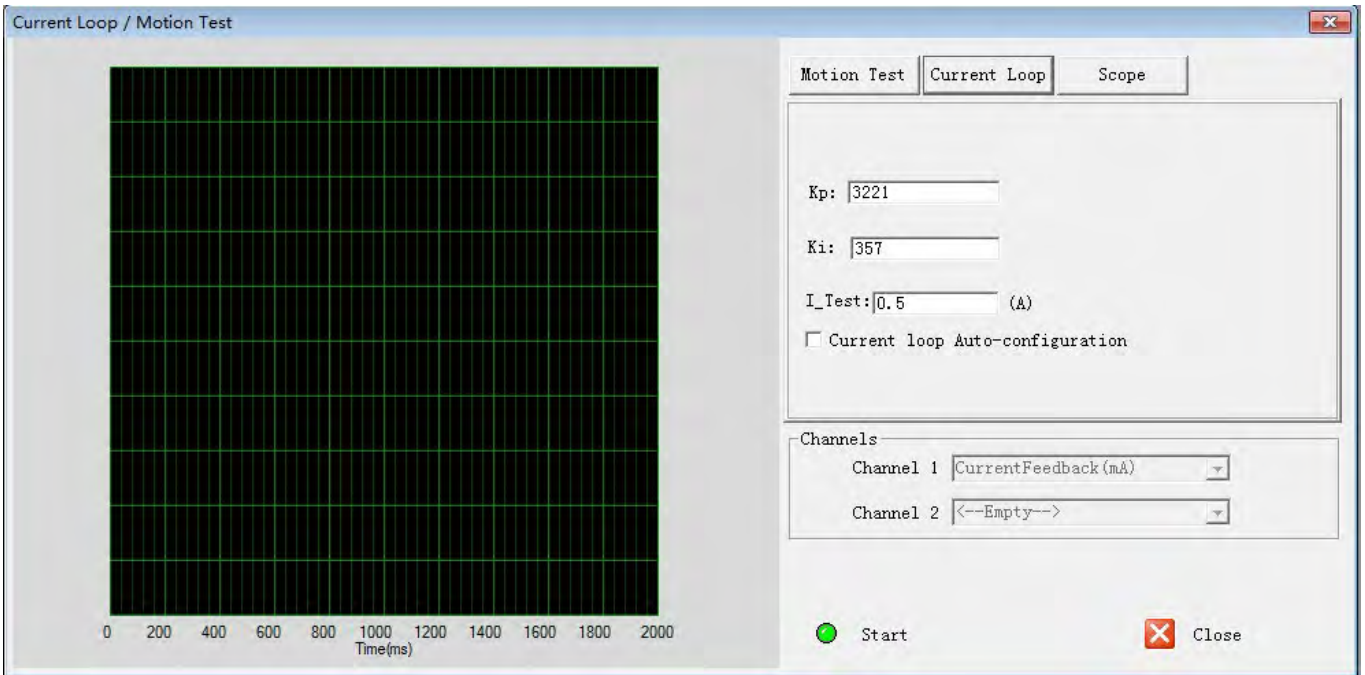 Current Loop / Motion Test
Motion Test
Current Loop
Scope
Kp: 3221
Ki: 357
I_Test: 0.5 (A)
Current loop Auto-configuration
Channels
Channel 1 CurrentFeedback(mA)
Channel 2 <--Empty-->
0 200 400 600 800 1000 1200 1400 1600 1800 2000
Time(ms)
Start
Close